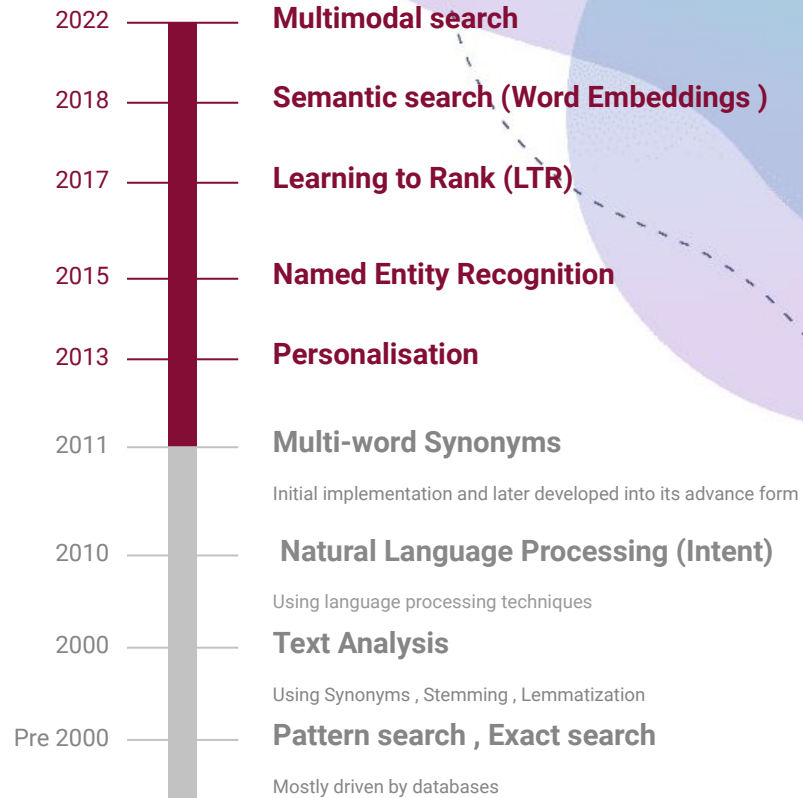 2022 Multimodal search
2018 Semantic search (Word Embeddings )
2017 Learning to Rank (LTR)
2015 Named Entity Recognition
2013 Personalisation
2011 Multi-word Synonyms
Initial implementation and later developed into its advance form
2010 Natural Language Processing (Intent)
Using language processing techniques
2000 Text Analysis
Using Synonyms , Stemming , Lemmatization
Pre 2000 Pattern search , Exact search
Mostly driven by databases